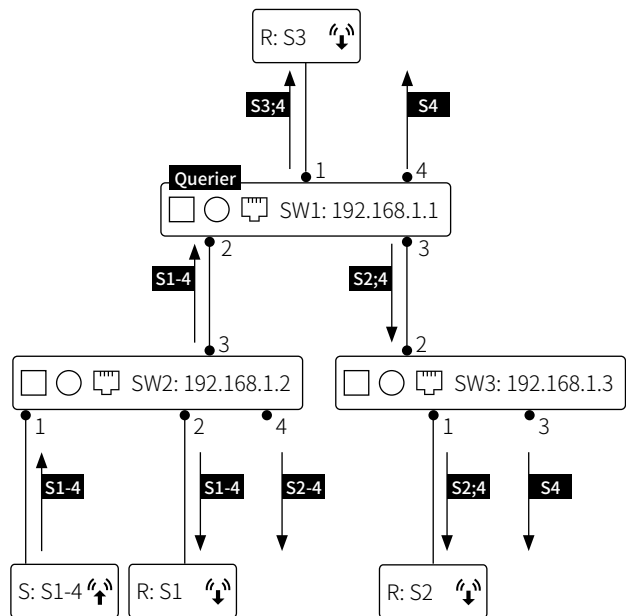 R: S3
S3;4
S4
Querier
1
4
SW1: 192.168.1.1
2
3
S1-4
S2;4
3
2
SW2: 192.168.1.2
SW3: 192.168.1.3
1
2
4
1
3
S1-4
S1-4
S2-4
S2;4
S4
S: S1-4
R: S1
R: S2